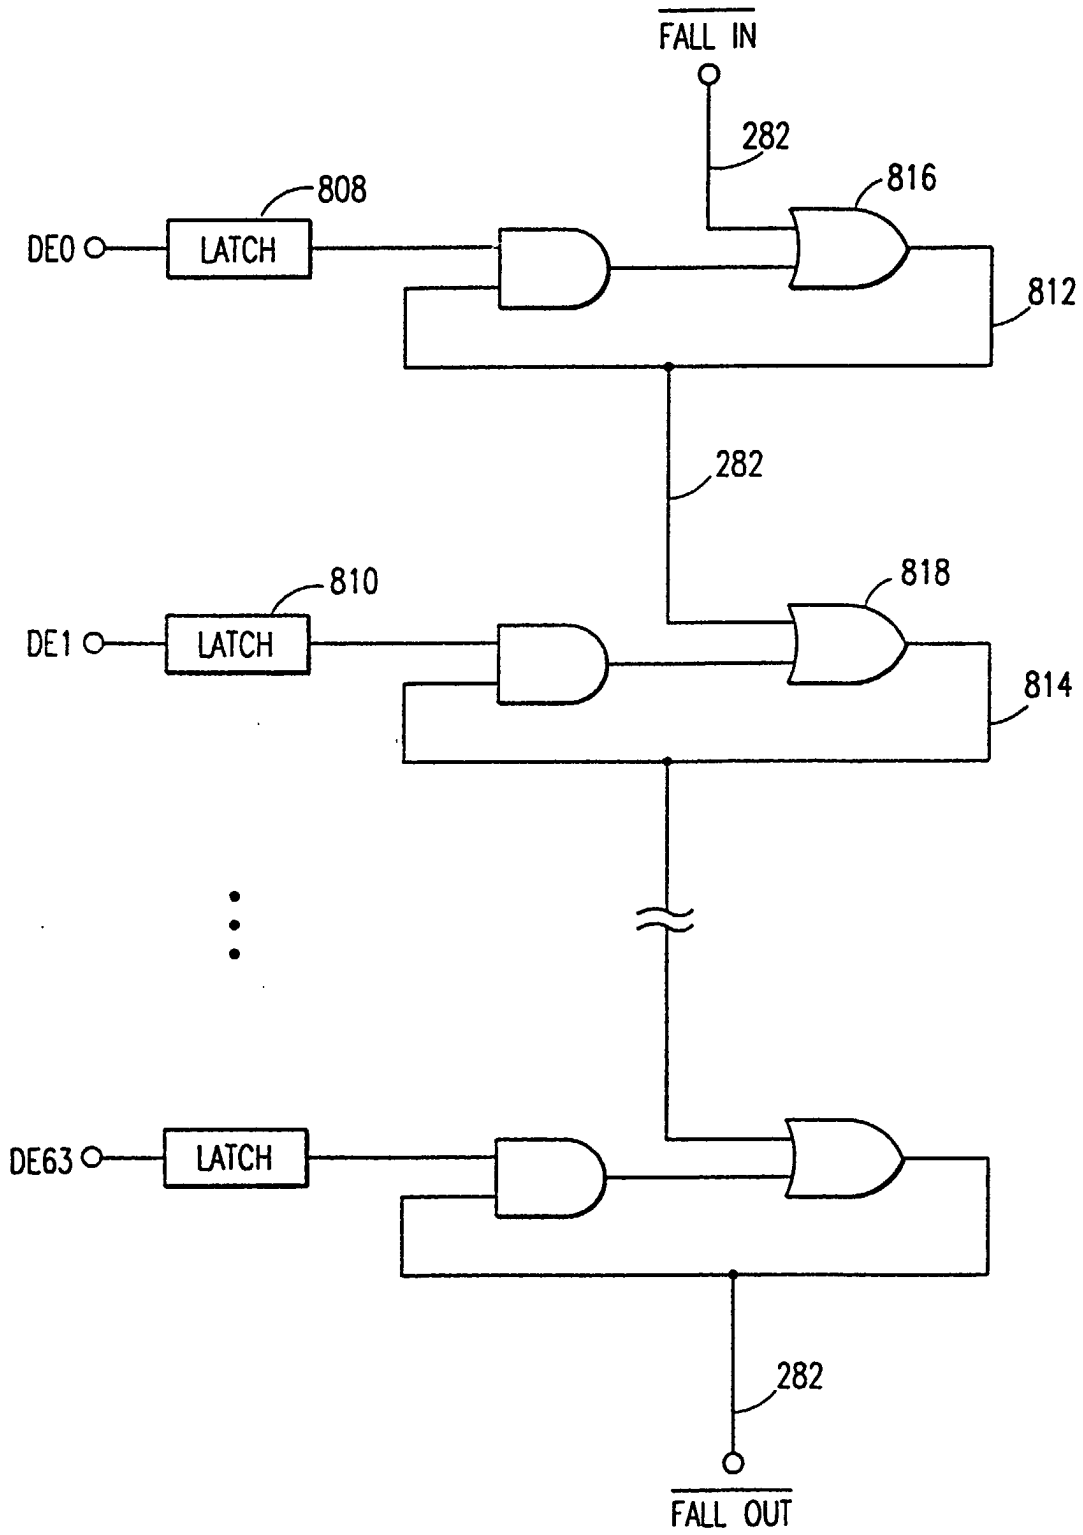 FALL IN
282
816
808
DE0
LATCH
812
282
810
818
DE1
LATCH
814
DE63
LATCH
282
FALL OUT